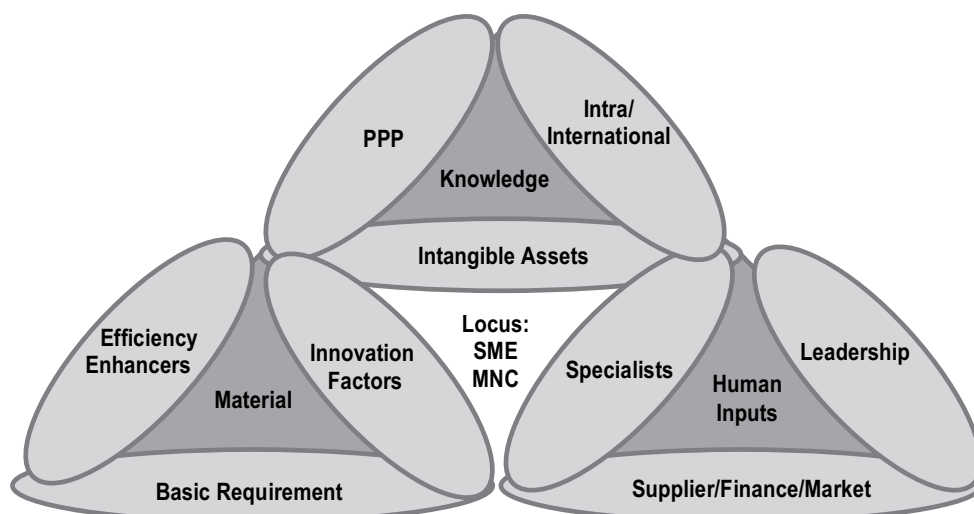 PPP
Intra/
International
Knowledge
Intangible Assets
Efficiency
Enhancers
Innovation
Factors
Material
Basic Requirement
Locus:
SME
MNC
Specialists
Leadership
Human
Inputs
Supplier/Finance/Market